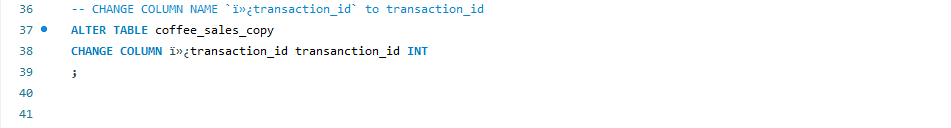 36 -- CHANGE COLUMN NAME `ï»¿transaction_id` to transaction_id
37 ALTER TABLE coffee_sales_copy
38 CHANGE COLUMN ï»¿transaction_id transanction_id INT
39 ;
40
41